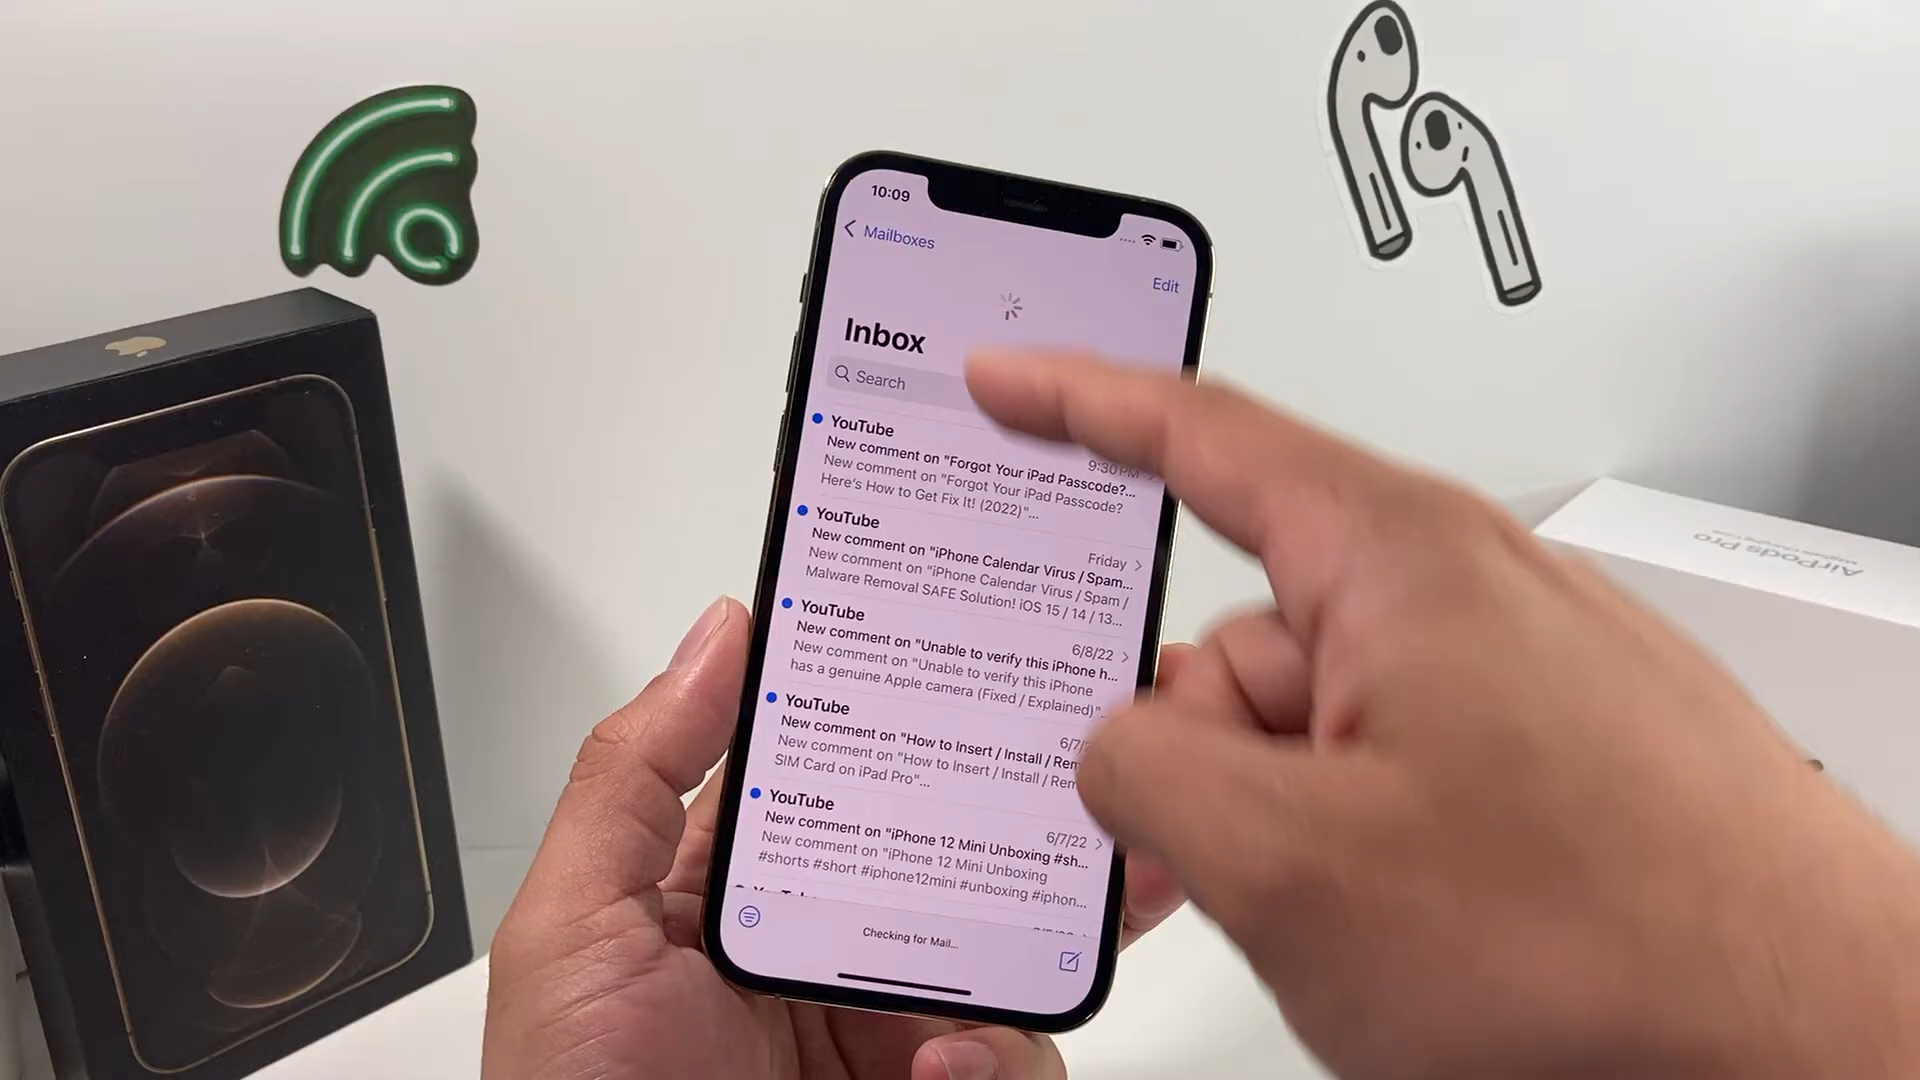 10:09
Mailboxes
Edit
Inbox
Search
YouTube
9:30 PM
New comment on "Forgot Your iPad Passcode?...
New comment on "Forgot Your iPad Passcode?
Here's How to Get Fix It! (2022)"...
YouTube
Friday
New comment on "iPhone Calendar Virus / Spam...
New comment on "iPhone Calendar Virus / Spam /
Malware Removal SAFE Solution! iOS 15 / 14 / 13...
YouTube
6/8/22
New comment on "Unable to verify this iPhone h...
New comment on "Unable to verify this iPhone
has a genuine Apple camera (Fixed / Explained)"...
YouTube
6/7/2
New comment on "How to Insert / Install / Rem
New comment on "How to Insert / Install / Rem
SIM Card on iPad Pro"...
YouTube
6/7/22
New comment on "iPhone 12 Mini Unboxing #sh...
New comment on "iPhone 12 Mini Unboxing
#shorts #short #iphone12mini #unboxing #iphon...
Checking for Mail...
AirPods Pro